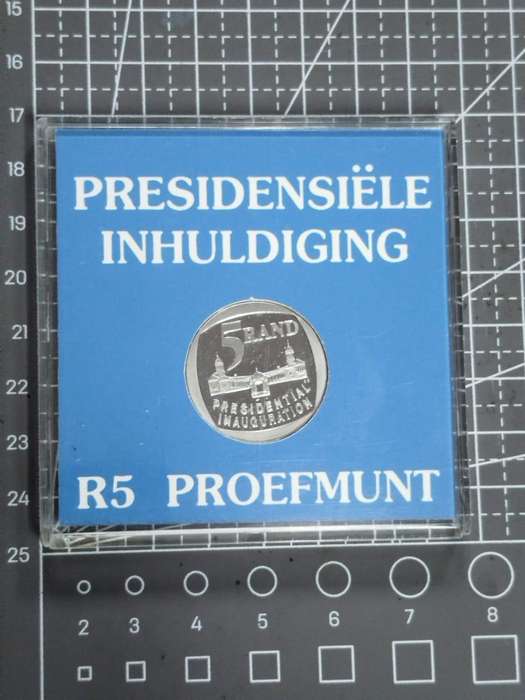 15
16
17
PRESIDENSIËLE
18
INHULDIGING
19
20
21
5 RAND
22
PRESIDENTIAL
INAUGURATION
23
R5 PROEFMUNT
24
25
2 3 4 5 6 7 8